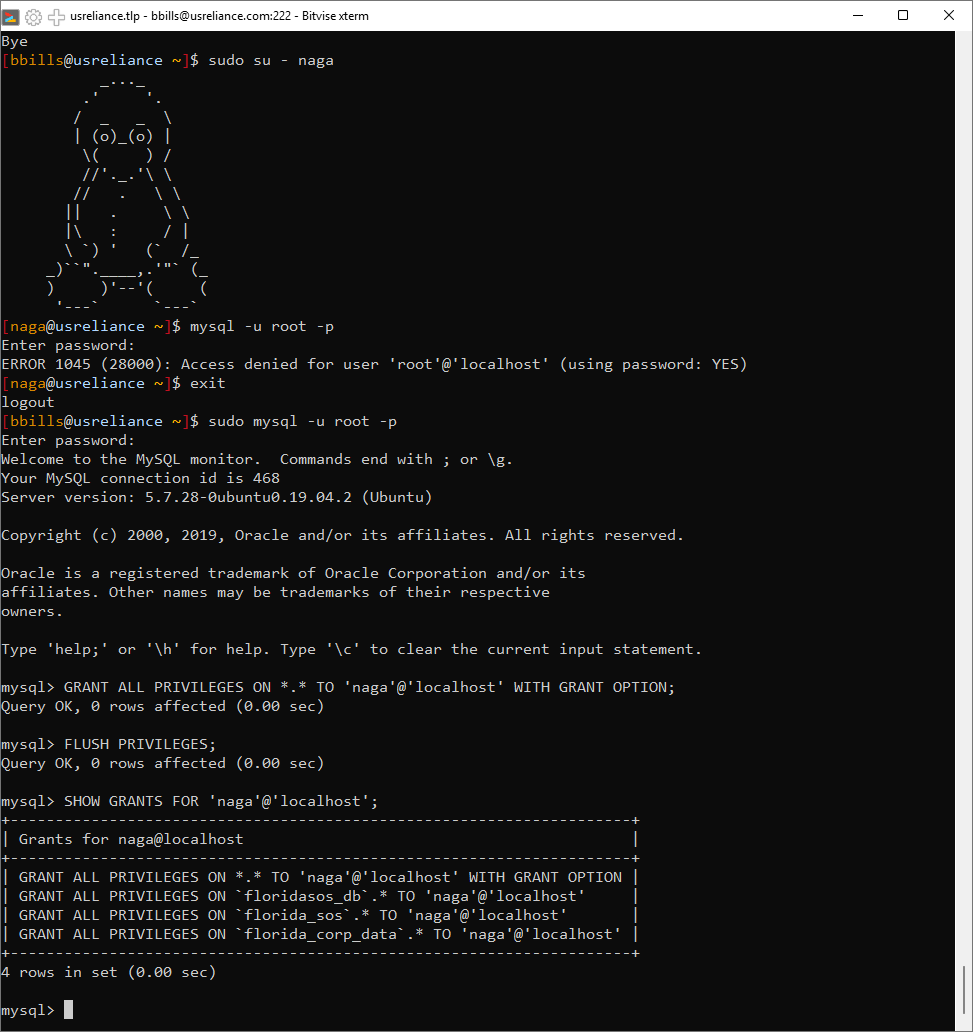 usreliance.tlp - bbills@usreliance.com:222 - Bitvise xterm
Bye
[bbills@usreliance ~]$ sudo su - naga
         _..._
       .'     '.
      /  _   _  \
      | (o)_(o) |
       \(     ) /
       //'._.'\ \
      //   .   \ \
     ||   .     \ \
     |\   :     / |
     \ `) '   (`  /_
   _)``".____,.'"` (_
   )     )'--'(     (
    '---`      `---`
[naga@usreliance ~]$ mysql -u root -p
Enter password:
ERROR 1045 (28000): Access denied for user 'root'@'localhost' (using password: YES)
[naga@usreliance ~]$ exit
logout
[bbills@usreliance ~]$ sudo mysql -u root -p
Enter password:
Welcome to the MySQL monitor.  Commands end with ; or \g.
Your MySQL connection id is 468
Server version: 5.7.28-0ubuntu0.19.04.2 (Ubuntu)

Copyright (c) 2000, 2019, Oracle and/or its affiliates. All rights reserved.

Oracle is a registered trademark of Oracle Corporation and/or its
affiliates. Other names may be trademarks of their respective
owners.

Type 'help;' or '\h' for help. Type '\c' to clear the current input statement.

mysql> GRANT ALL PRIVILEGES ON *.* TO 'naga'@'localhost' WITH GRANT OPTION;
Query OK, 0 rows affected (0.00 sec)

mysql> FLUSH PRIVILEGES;
Query OK, 0 rows affected (0.00 sec)

mysql> SHOW GRANTS FOR 'naga'@'localhost';
+---------------------------------------------------------------------+
| Grants for naga@localhost                                           |
+---------------------------------------------------------------------+
| GRANT ALL PRIVILEGES ON *.* TO 'naga'@'localhost' WITH GRANT OPTION |
| GRANT ALL PRIVILEGES ON `floridasos_db`.* TO 'naga'@'localhost'     |
| GRANT ALL PRIVILEGES ON `florida_sos`.* TO 'naga'@'localhost'       |
| GRANT ALL PRIVILEGES ON `florida_corp_data`.* TO 'naga'@'localhost' |
+---------------------------------------------------------------------+
4 rows in set (0.00 sec)

mysql>